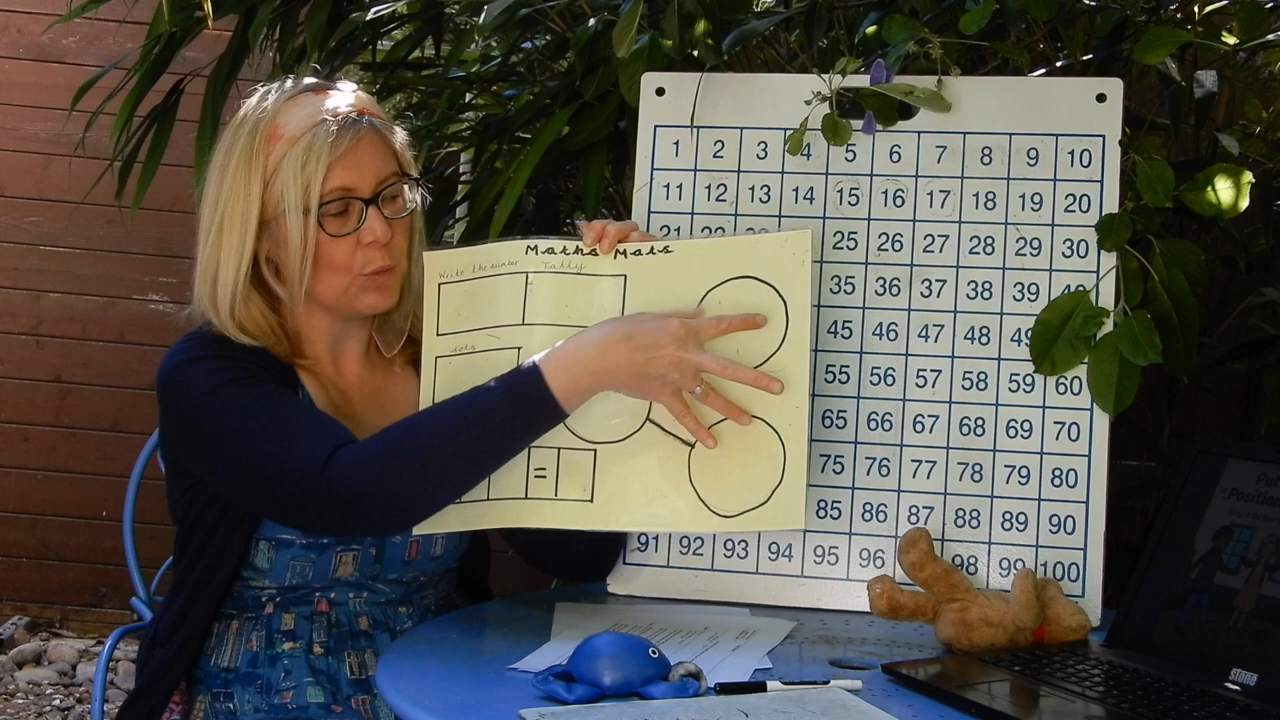 Maths Mats
Write the number Tally
dots
=
1 2 3 4 5 6 7 8 9 10
11 12 13 14 15 16 17 18 19 20
21 22 25 26 27 28 29 30
35 36 37 38 39 40
45 46 47 48 49
55 56 57 58 59 60
65 66 67 68 69 70
75 76 77 78 79 80
85 86 87 88 89 90
91 92 93 94 95 96 98 99 100
stone